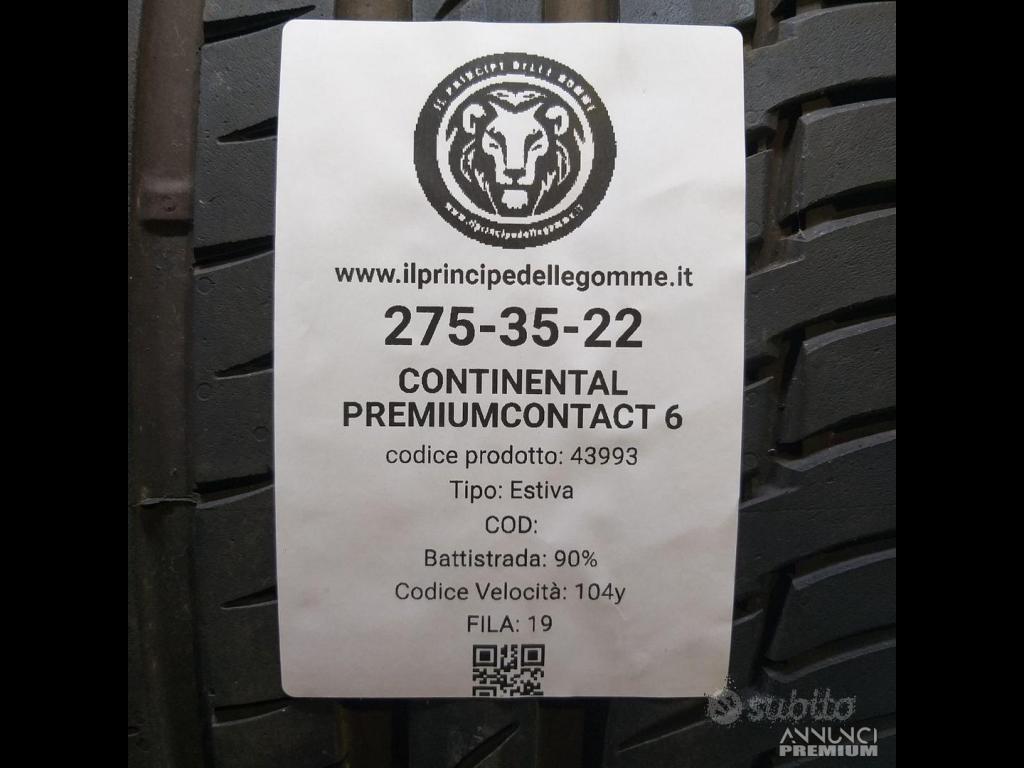 IL PRINCIPE DELLE GOMME
www.ilprincipedellegomme.it
www.ilprincipedellegomme.it
275-35-22
CONTINENTAL
PREMIUMCONTACT 6
codice prodotto: 43993
Tipo: Estiva
COD:
Battistrada: 90%
Codice Velocità: 104y
FILA: 19
subito
ANNUNCI
PREMIUM